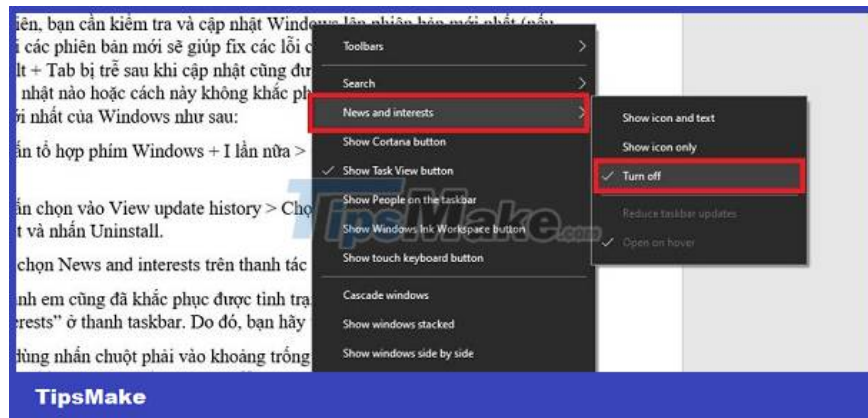 iên, bạn cần kiểm tra và cập nhật Windows lên phiên bản mới nhất (nếu
i các phiên bản mới sẽ giúp fix các lỗi c
lt + Tab bị trễ sau khi cập nhật cũng đư
nhật nào hoặc cách này không khắc ph
ới nhất của Windows như sau:
ấn tổ hợp phím Windows + I lần nữa >
ấn chọn vào View update history > Chọ
t và nhấn Uninstall.
chọn News and interests trên thanh tác
nh em cũng đã khắc phục được tình trạ
erests” ở thanh taskbar. Do đó, bạn hãy
dùng nhấn chuột phải vào khoảng trống
Toolbars
Search
News and interests
Show Cortana button
Show Task View button
Show People on the taskbar
Show Windows Ink Workspace button
Show touch keyboard button
Cascade windows
Show windows stacked
Show windows side by side
Show icon and text
Show icon only
Turn off
Reduce taskbar updates
Open on hover
TipsMake.com
TipsMake